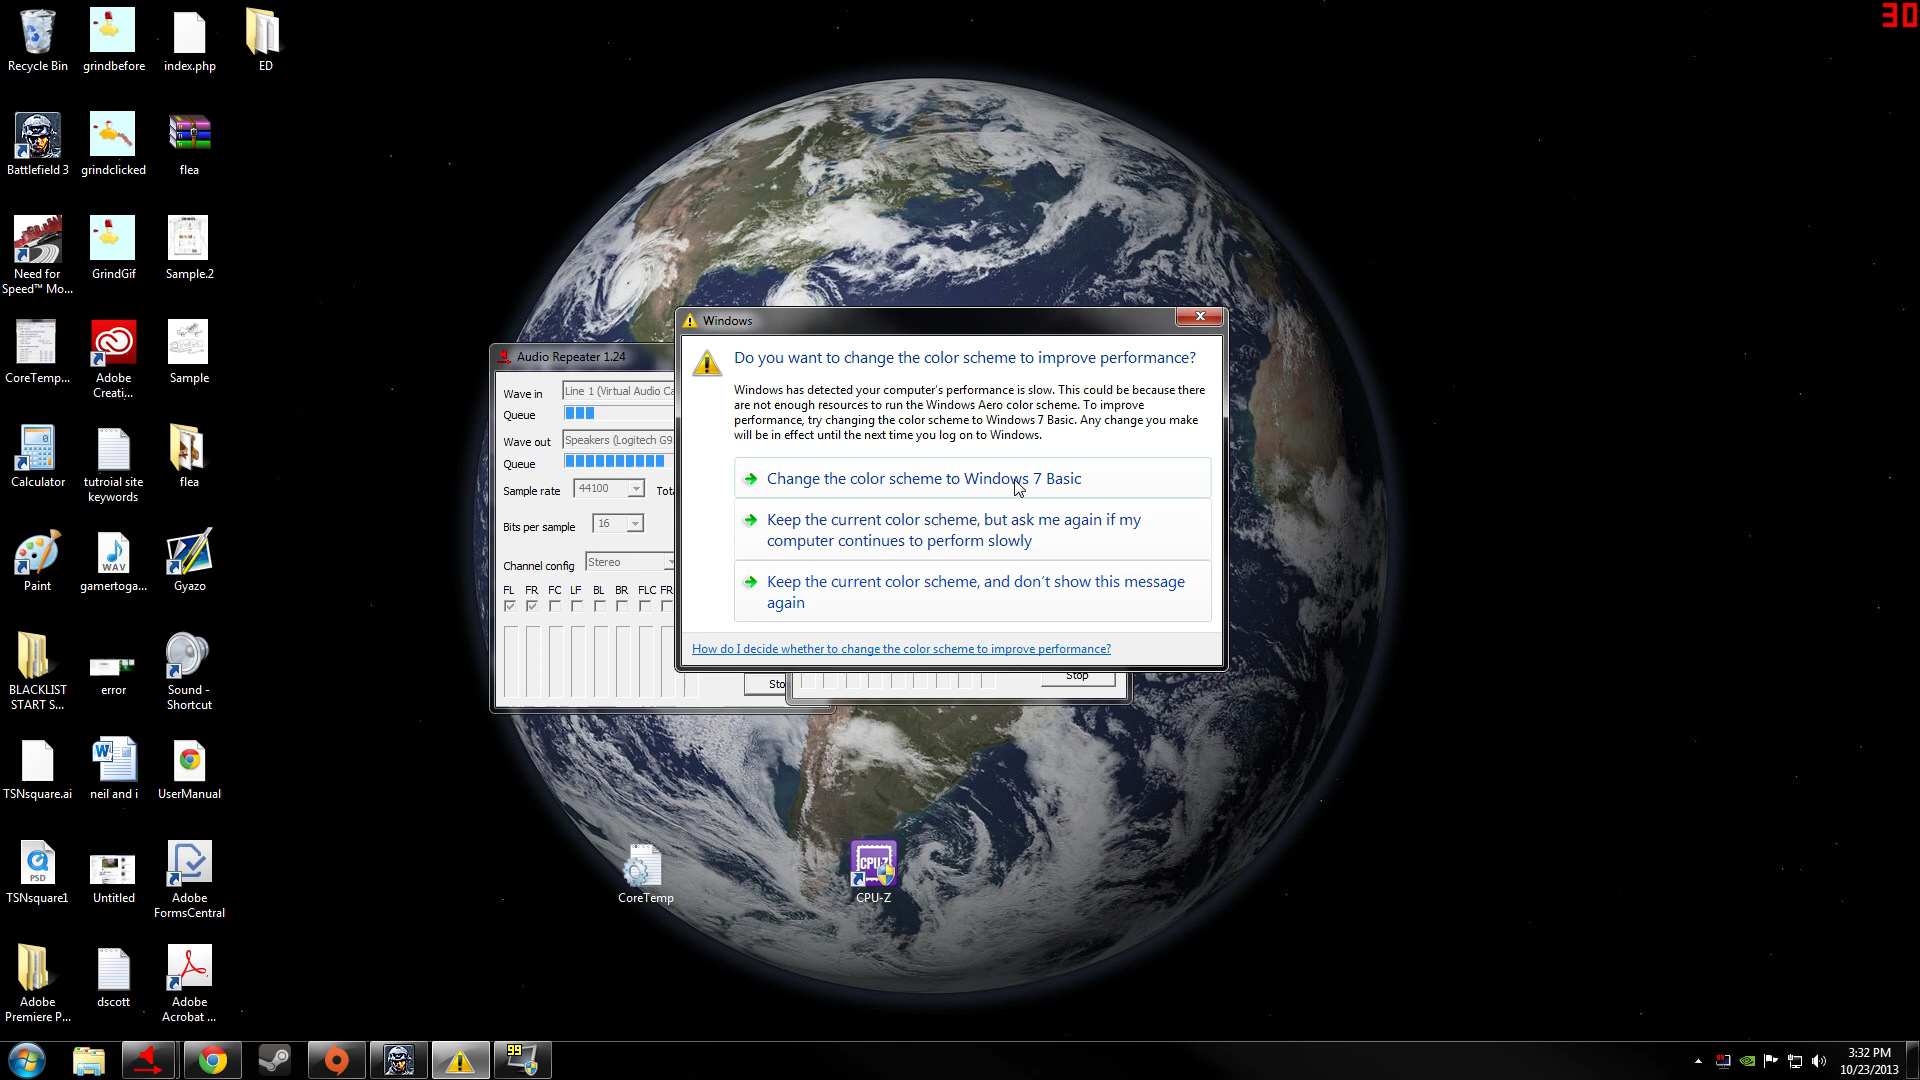 30
Recycle Bin
grindbefore
index.php
ED
Battlefield 3
grindclicked
flea
Need for
Speed™ Mo...
GrindGif
Sample.2
CoreTemp...
Adobe
Creati...
Sample
Calculator
tutroial site
keywords
flea
Paint
WAV
gamertoga...
Gyazo
BLACKLIST
START S...
error
Sound -
Shortcut
TSNsquare.ai
neil and i
UserManual
PSD
TSNsquare1
Untitled
Adobe
FormsCentral
Adobe
Premiere P...
dscott
Adobe
Acrobat ...
CoreTemp
CPU-Z
CPU-Z
Audio Repeater 1.24
Wave in
Line 1 (Virtual Audio Ca
Queue
Wave out
Speakers (Logitech G9
Queue
Sample rate
44100
Tota
Bits per sample
16
Channel config
Stereo
FL FR FC LF BL BR FLC FR
Sto
Stop
Windows
Do you want to change the color scheme to improve performance?
Windows has detected your computer's performance is slow. This could be because there
are not enough resources to run the Windows Aero color scheme. To improve
performance, try changing the color scheme to Windows 7 Basic. Any change you make
will be in effect until the next time you log on to Windows.
Change the color scheme to Windows 7 Basic
Keep the current color scheme, but ask me again if my
computer continues to perform slowly
Keep the current color scheme, and don't show this message
again
How do I decide whether to change the color scheme to improve performance?
99
3:32 PM
10/23/2013